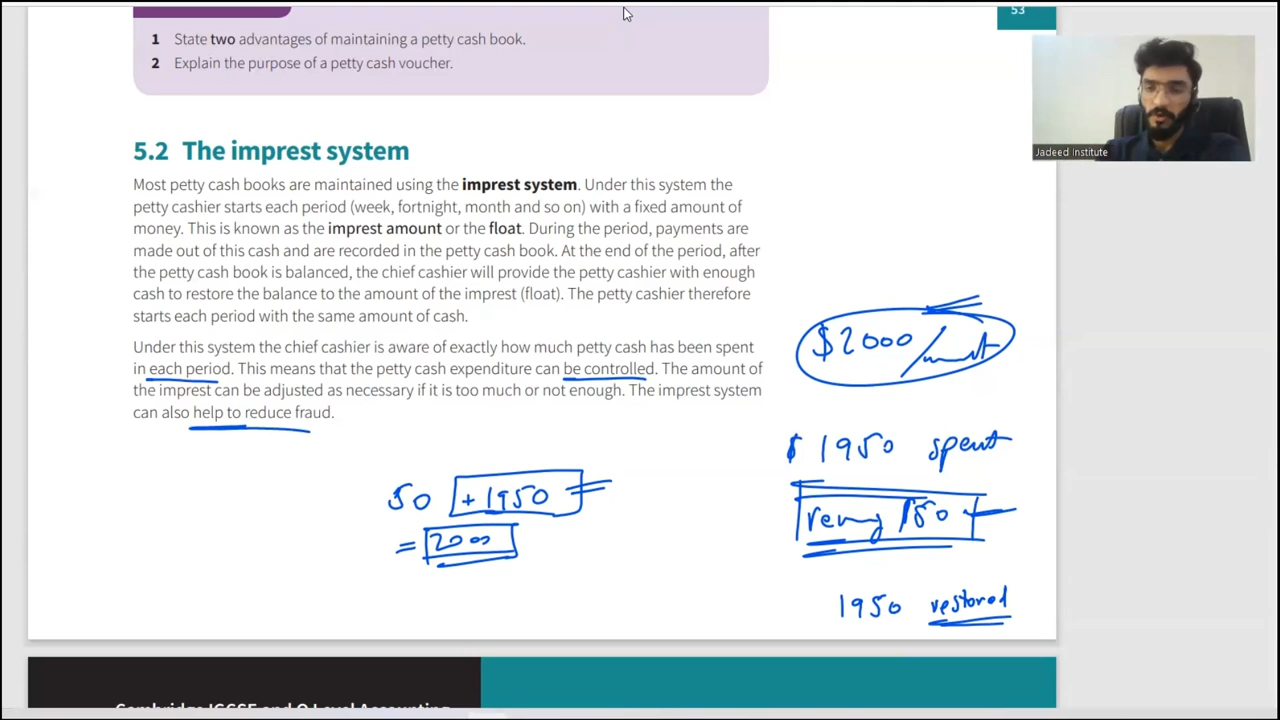 53
1 State two advantages of maintaining a petty cash book.
2 Explain the purpose of a petty cash voucher.
Jadeed Institute
5.2 The imprest system
Most petty cash books are maintained using the imprest system. Under this system the
petty cashier starts each period (week, fortnight, month and so on) with a fixed amount of
money. This is known as the imprest amount or the float. During the period, payments are
made out of this cash and are recorded in the petty cash book. At the end of the period, after
the petty cash book is balanced, the chief cashier will provide the petty cashier with enough
cash to restore the balance to the amount of the imprest (float). The petty cashier therefore
starts each period with the same amount of cash.
Under this system the chief cashier is aware of exactly how much petty cash has been spent
in each period. This means that the petty cash expenditure can be controlled. The amount of
the imprest can be adjusted as necessary if it is too much or not enough. The imprest system
can also help to reduce fraud.
$2000/
$1950 spent
50 +1950
= 2000
$50
1950 restored
Cambridge IGCSE and O Level Accounting